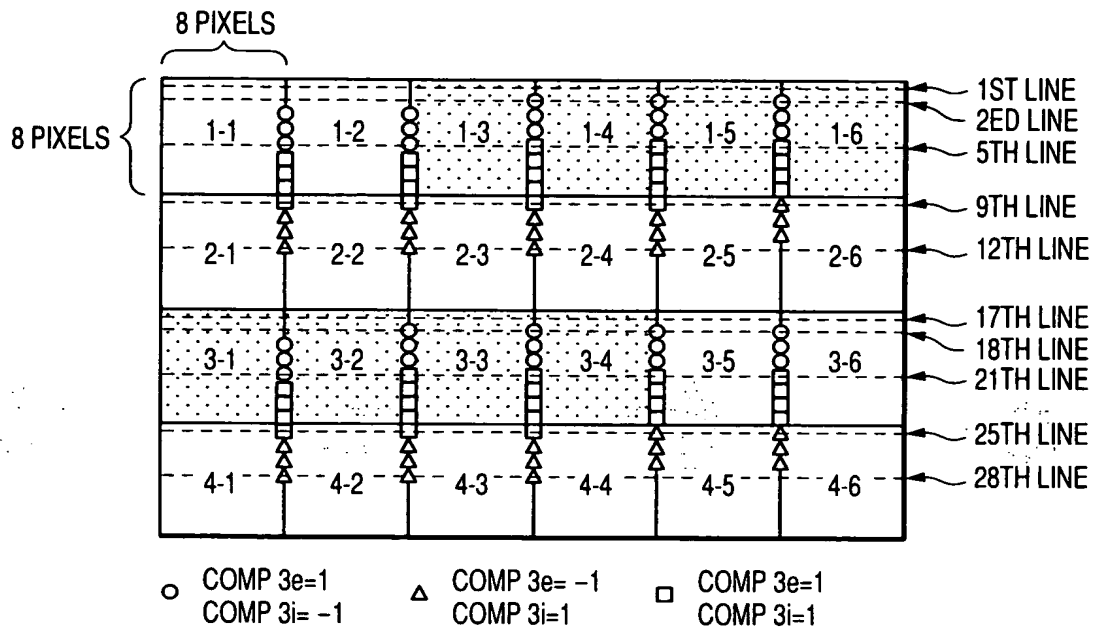 8 PIXELS
8 PIXELS
1-1 1-2 1-3 1-4 1-5 1-6
1ST LINE
2ED LINE
5TH LINE
9TH LINE
2-1 2-2 2-3 2-4 2-5 2-6
12TH LINE
17TH LINE
18TH LINE
3-1 3-2 3-3 3-4 3-5 3-6
21TH LINE
25TH LINE
4-1 4-2 4-3 4-4 4-5 4-6
28TH LINE
COMP 3e=1
COMP 3i= -1
COMP 3e= -1
COMP 3i=1
COMP 3e=1
COMP 3i=1